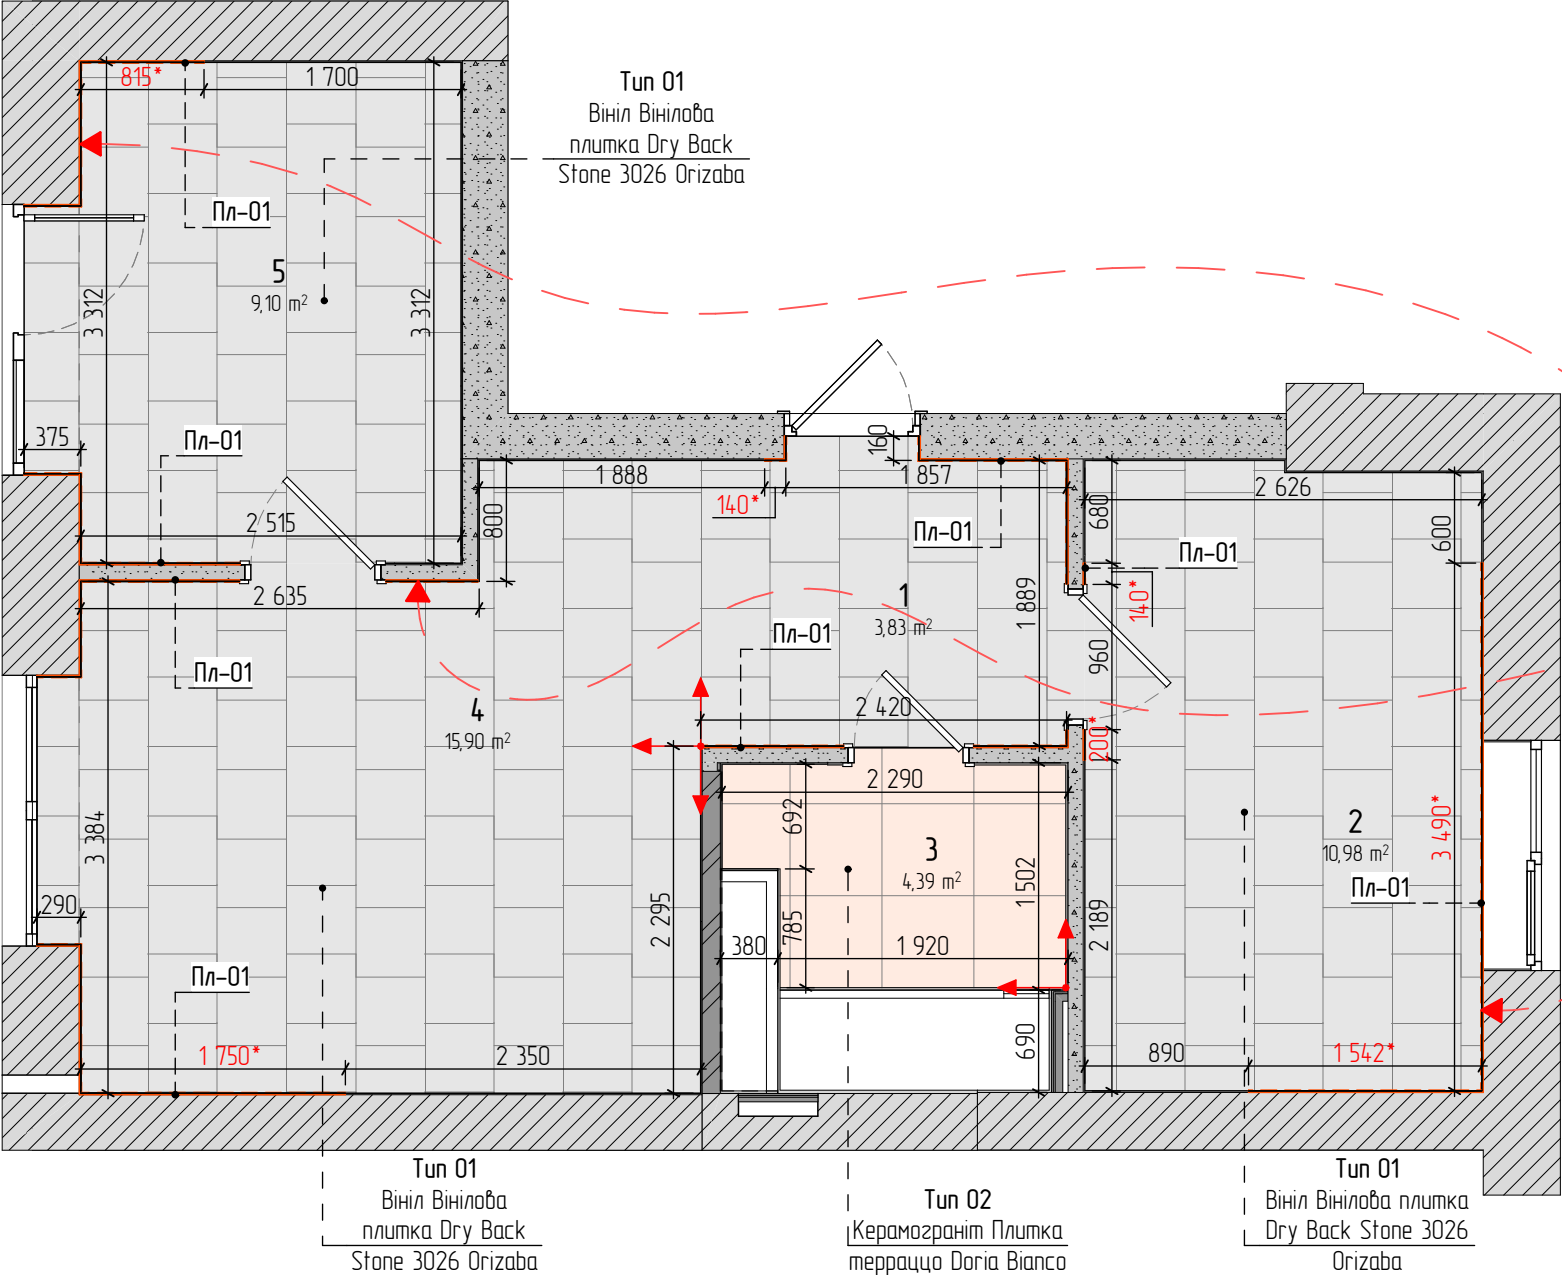 815*
1 700
Тип 01
Вініл Вінілова
плитка Dry Back
Stone 3026 Orizaba
Пл-01
5
9,10 m²
3 312
3 312
375
Пл-01
2 515
800
1 888
140*
160
1 857
Пл-01
680
2 626
600
Пл-01
140*
2 635
1
3,83 m²
1 889
960
Пл-01
Пл-01
4
15,90 m²
2 420
200*
2 290
692
3 384
3
4,39 m²
1 502
2
10,98 m²
3 490*
Пл-01
290
2 295
785
380
1 920
2 189
Пл-01
1 750*
2 350
690
890
1 542*
Тип 01
Вініл Вінілова
плитка Dry Back
Stone 3026 Orizaba
Тип 02
Керамограніт Плитка
терраццо Doria Bianco
Тип 01
Вініл Вінілова плитка
Dry Back Stone 3026
Orizaba